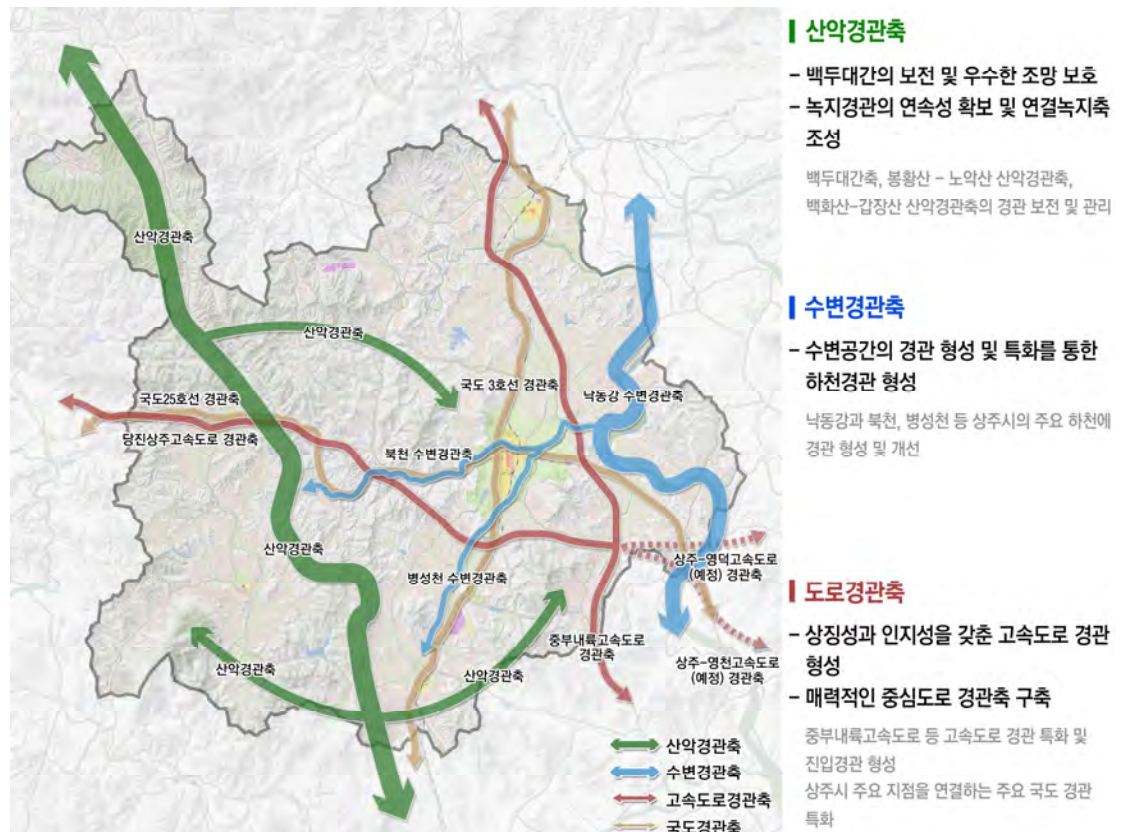 산악경관축
산악경관축
국도 3호선 경관축
낙동강 수변경관축
국도25호선 경관축
당진상주고속도로 경관축
북천 수변경관축
산악경관축
병성천 수변경관축
상주-영덕고속도로
(예정) 경관축
중부내륙고속도로
경관축
상주-영천고속도로
(예정) 경관축
산악경관축
산악경관축
산악경관축
수변경관축
고속도로경관축
국도경관축
산악경관축
- 백두대간의 보전 및 우수한 조망 보호
- 녹지경관의 연속성 확보 및 연결녹지축
조성
백두대간축, 봉황산 - 노악산 산악경관축,
백화산-갑장산 산악경관축의 경관 보전 및 관리
수변경관축
- 수변공간의 경관 형성 및 특화를 통한
하천경관 형성
낙동강과 북천, 병성천 등 상주시의 주요 하천에
경관 형성 및 개선
도로경관축
- 상징성과 인지성을 갖춘 고속도로 경관
형성
- 매력적인 중심도로 경관축 구축
중부내륙고속도로 등 고속도로 경관 특화 및
진입경관 형성
상주시 주요 지점을 연결하는 주요 국도 경관
특화